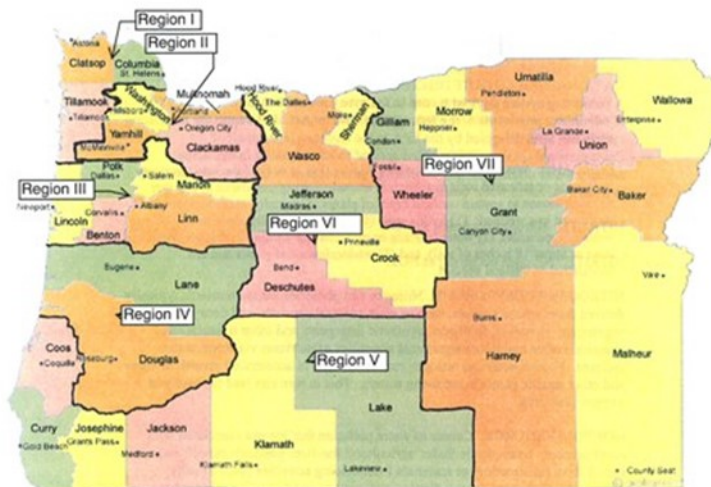 Region I
Region II
Astoria
Clatsop
Columbia
St. Helens
Tillamook
Tillamook
Washington
Hillsboro
Multnomah
Portland
Yamhill
McMinnville
Oregon City
Clackamas
Hood River
Hood River
The Dalles
Wasco
Moro
Sherman
Gilliam
Condon
Morrow
Heppner
Umatilla
Pendleton
Wallowa
Enterprise
La Grande
Union
Polk
Dallas
Salem
Marion
Region III
Newport
Lincoln
Corvallis
Benton
Albany
Linn
Jefferson
Madras
Region VI
Prineville
Crook
Bend
Deschutes
Fossil
Wheeler
Region VII
Grant
Canyon City
Baker City
Baker
Eugene
Lane
Region IV
Coos
Coquille
Roseburg
Douglas
Region V
Burns
Harney
Vale
Malheur
Curry
Gold Beach
Josephine
Grants Pass
Jackson
Medford
Klamath
Klamath Falls
Lake
Lakeview
County Seat